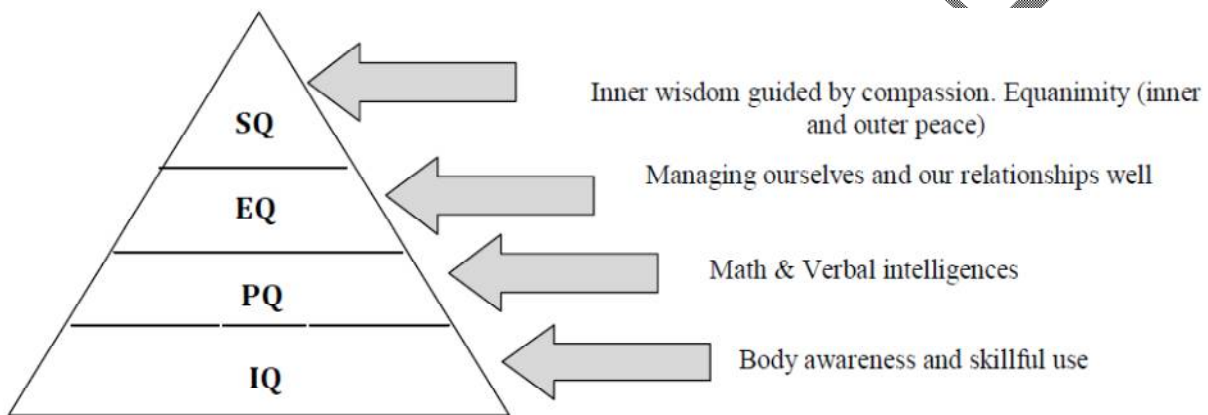 SQ
Inner wisdom guided by compassion. Equanimity (inner
and outer peace)
EQ
Managing ourselves and our relationships well
PQ
Math & Verbal intelligences
IQ
Body awareness and skillful use